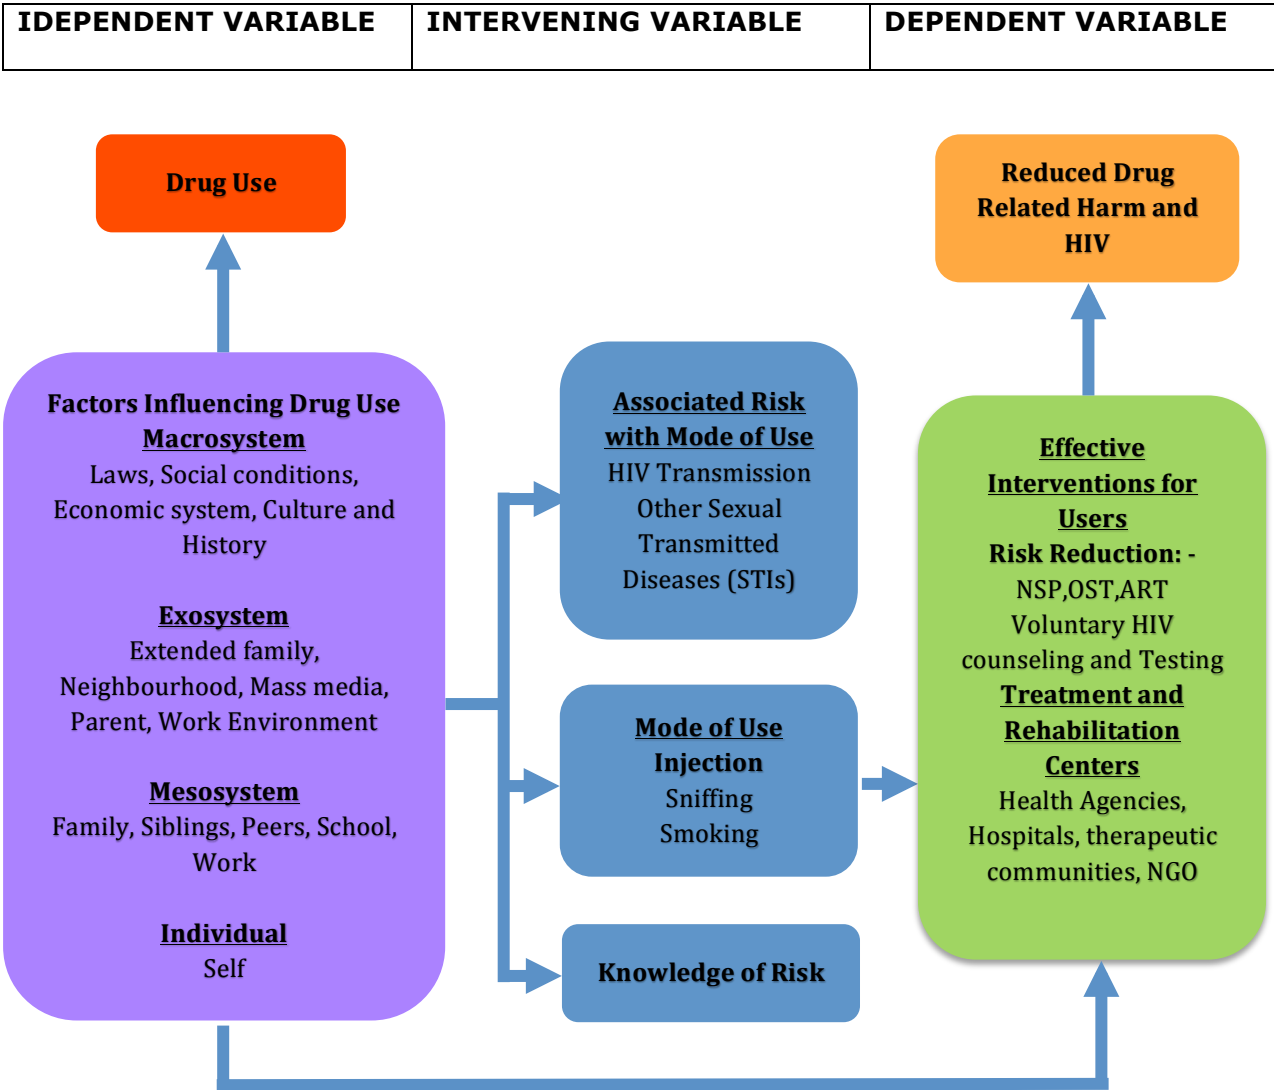 IDEPENDENT VARIABLE
INTERVENING VARIABLE
DEPENDENT VARIABLE
Drug Use
Reduced Drug
Related Harm and
HIV
Factors Influencing Drug Use
Macrosystem
Laws, Social conditions,
Economic system, Culture and
History
Exosystem
Extended family,
Neighbourhood, Mass media,
Parent, Work Environment
Mesosystem
Family, Siblings, Peers, School,
Work
Individual
Self
Associated Risk
with Mode of Use
HIV Transmission
Other Sexual
Transmitted
Diseases (STIs)
Mode of Use
Injection
Sniffing
Smoking
Knowledge of Risk
Effective
Interventions for
Users
Risk Reduction: -
NSP,OST,ART
Voluntary HIV
counseling and Testing
Treatment and
Rehabilitation
Centers
Health Agencies,
Hospitals, therapeutic
communities, NGO